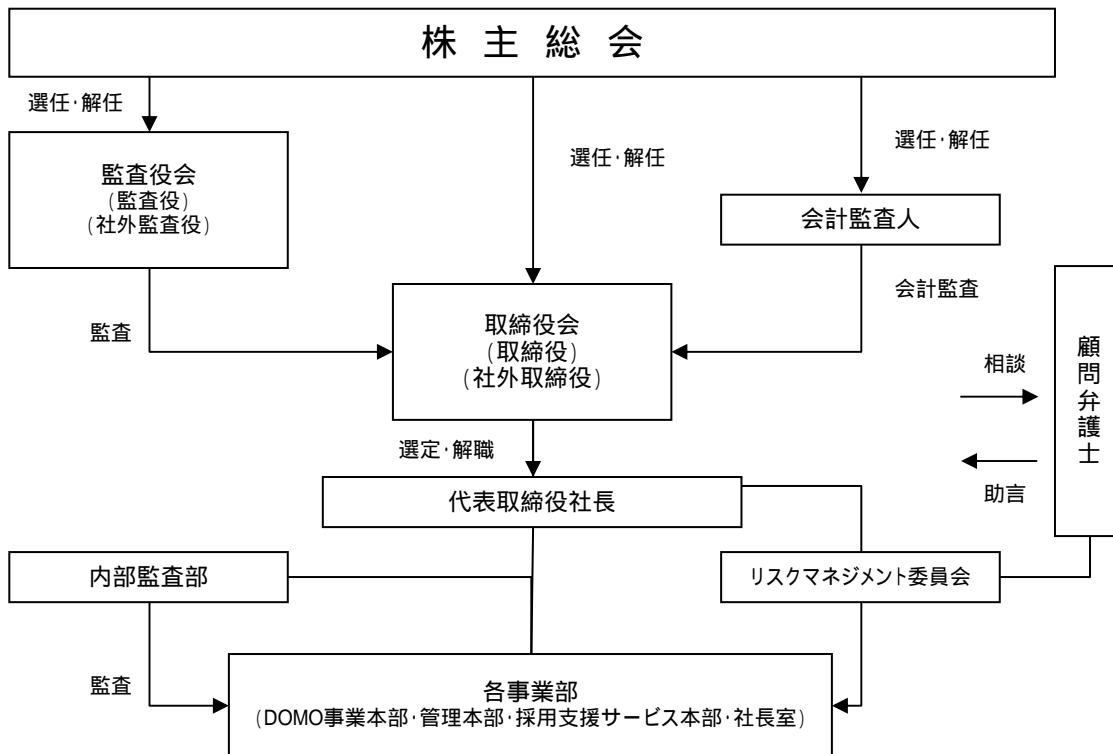 株主総会
選任・解任
選任・解任
選任・解任
監査役会
(監査役)
(社外監査役)
会計監査人
監査
会計監査
取締役会
(取締役)
(社外取締役)
相談
助言
顧問弁護士
選定・解職
代表取締役社長
内部監査部
リスクマネジメント委員会
監査
各事業部
(DOMO事業本部・管理本部・採用支援サービス本部・社長室)